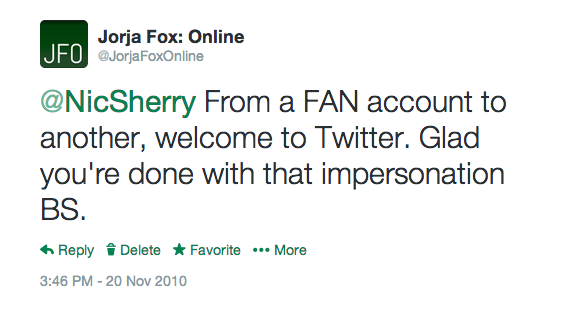 JFO
Jorja Fox: Online
@JorjaFoxOnline
@NicSherry From a FAN account to
another, welcome to Twitter. Glad
you're done with that impersonation
BS.
Reply Delete Favorite More
3:46 PM - 20 Nov 2010